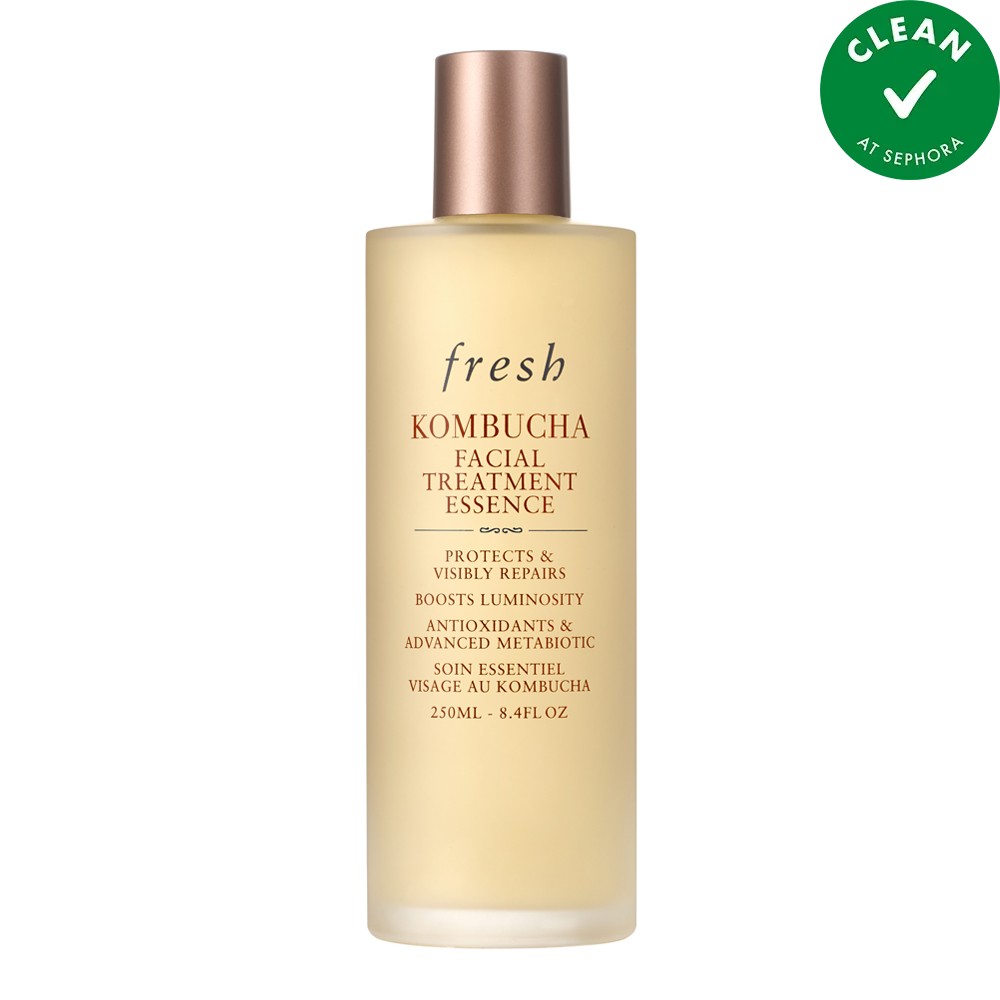 CLEAN
AT SEPHORA
fresh
KOMBUCHA
FACIAL
TREATMENT
ESSENCE
PROTECTS &
VISIBLY REPAIRS
BOOSTS LUMINOSITY
ANTIOXIDANTS &
ADVANCED METABIOTIC
SOIN ESSENTIEL
VISAGE AU KOMBUCHA
250ML - 8.4FL OZ